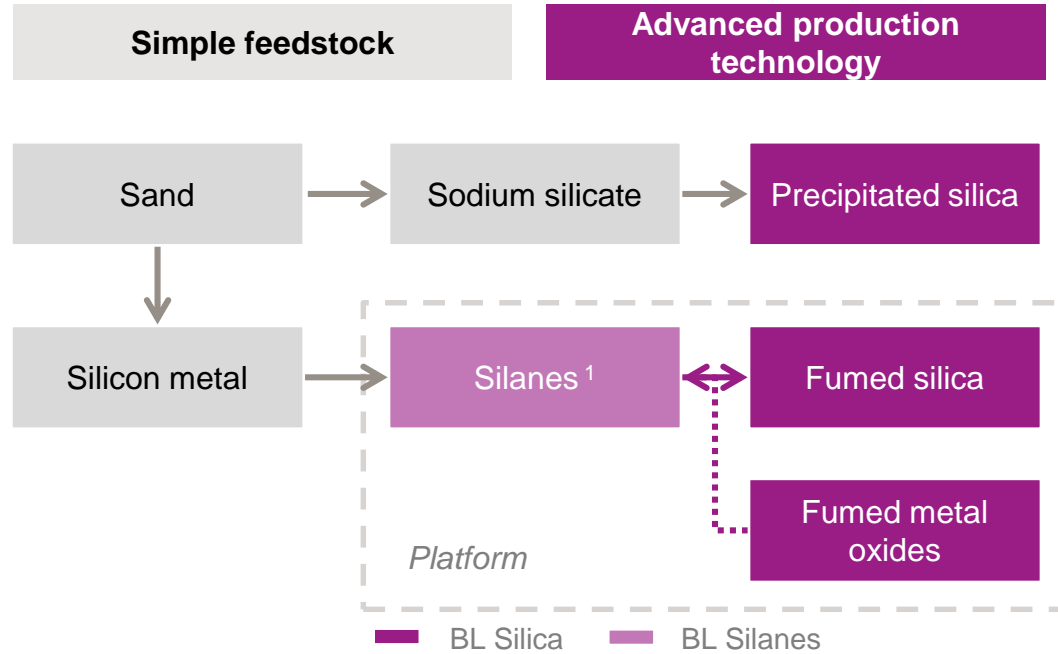 Simple feedstock
Advanced production
technology
Sand
Sodium silicate
Precipitated silica
Silicon metal
Silanes 1
Fumed silica
Fumed metal
oxides
Platform
BL Silica
BL Silanes